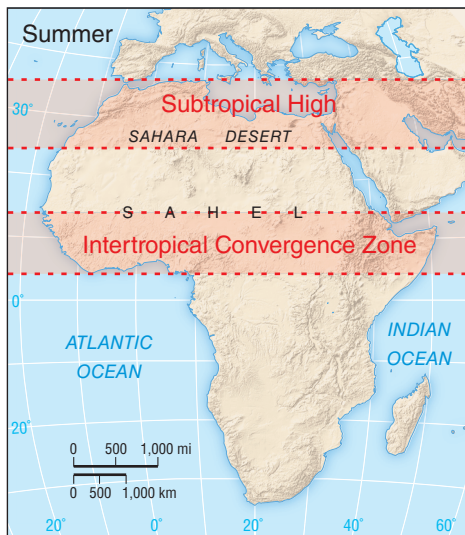 Summer
Subtropical High
30°
SAHARA DESERT
S A H E L
Intertropical Convergence Zone
0°
ATLANTIC
OCEAN
INDIAN
OCEAN
20°
0 500 1,000 mi
0 500 1,000 km
20° 0° 20° 40° 60°